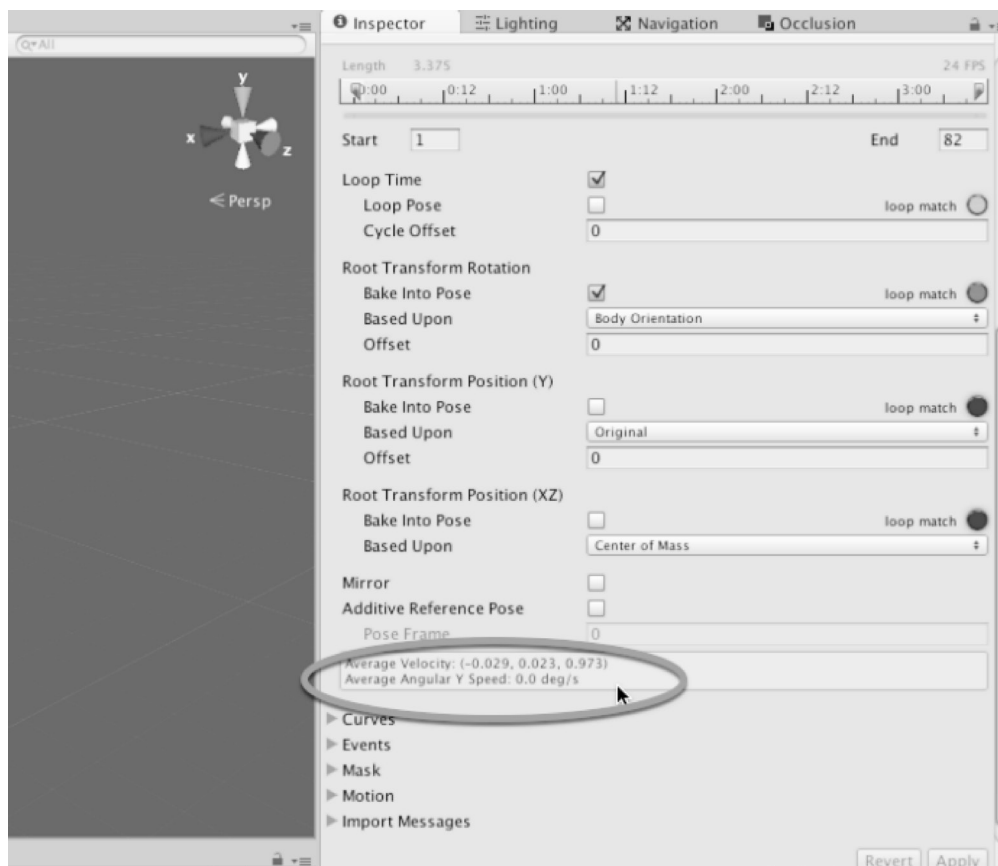 Inspector Lighting Navigation Occlusion
All
Length 3.375 24 FPS
0:00 0:12 1:00 1:12 2:00 2:12 3:00
Start 1 End 82
y
x
z
Persp
Loop Time
Loop Pose loop match
Cycle Offset 0
Root Transform Rotation
Bake Into Pose loop match
Based Upon Body Orientation
Offset 0
Root Transform Position (Y)
Bake Into Pose loop match
Based Upon Original
Offset 0
Root Transform Position (XZ)
Bake Into Pose loop match
Based Upon Center of Mass
Mirror
Additive Reference Pose
Pose Frame 0
Average Velocity: (-0.029, 0.023, 0.973)
Average Angular Y Speed: 0.0 deg/s
Curves
Events
Mask
Motion
Import Messages
Revert Apply